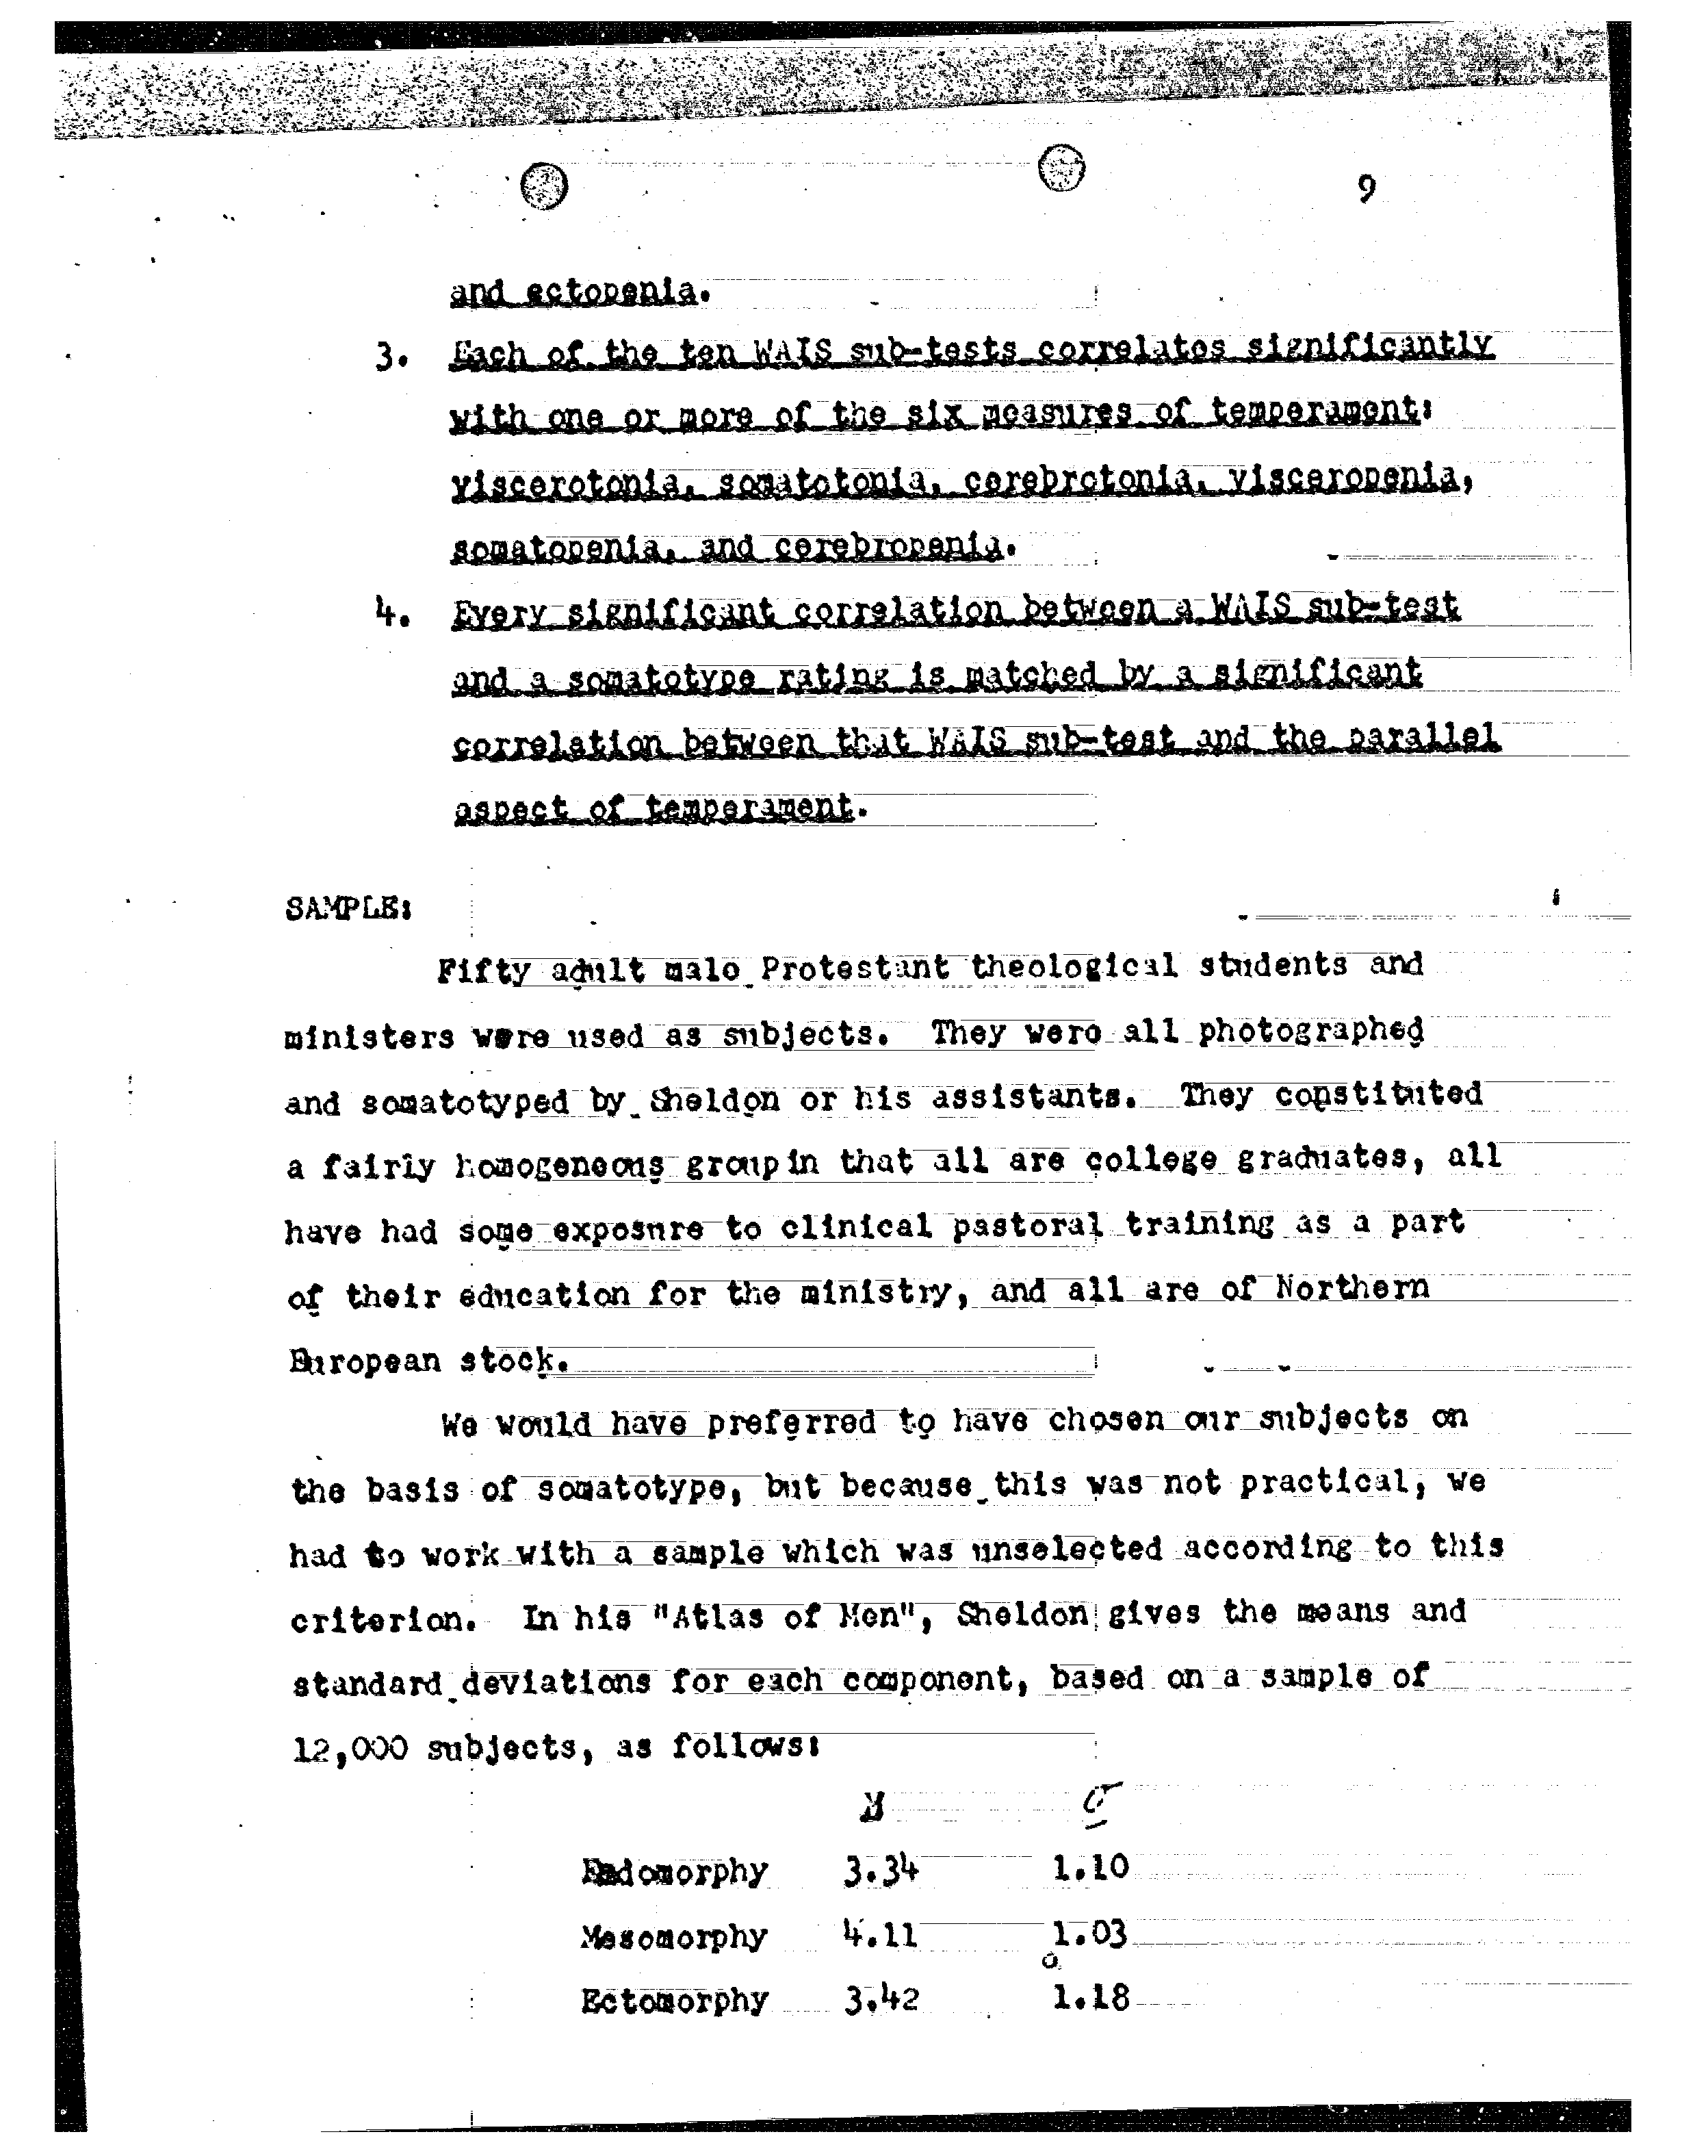 9
and ectopenia.
3. Each of the ten WAIS sub-tests correlates significantly
with one or more of the six measures of temperament:
viscerotonia, somatotonia, cerebrotonia, visceropenia,
somatopenia, and cerebropenia.
4. Every significant correlation between a WAIS sub-test
and a somatotype rating is matched by a significant
correlation between that WAIS sub-test and the parallel
aspect of temperament.
SAMPLE:
Fifty adult male Protestant theological students and
ministers were used as subjects. They were all photographed
and somatotyped by Sheldon or his assistants. They constituted
a fairly homogeneous group in that all are college graduates, all
have had some exposure to clinical pastoral training as a part
of their education for the ministry, and all are of Northern
European stock.
We would have preferred to have chosen our subjects on
the basis of somatotype, but because this was not practical, we
had to work with a sample which was unselected according to this
criterion. In his "Atlas of Men", Sheldon gives the means and
standard deviations for each component, based on a sample of
12,000 subjects, as follows:
M σ
Endomorphy 3.34 1.10
Mesomorphy 4.11 1.03
Ectomorphy 3.42 1.18